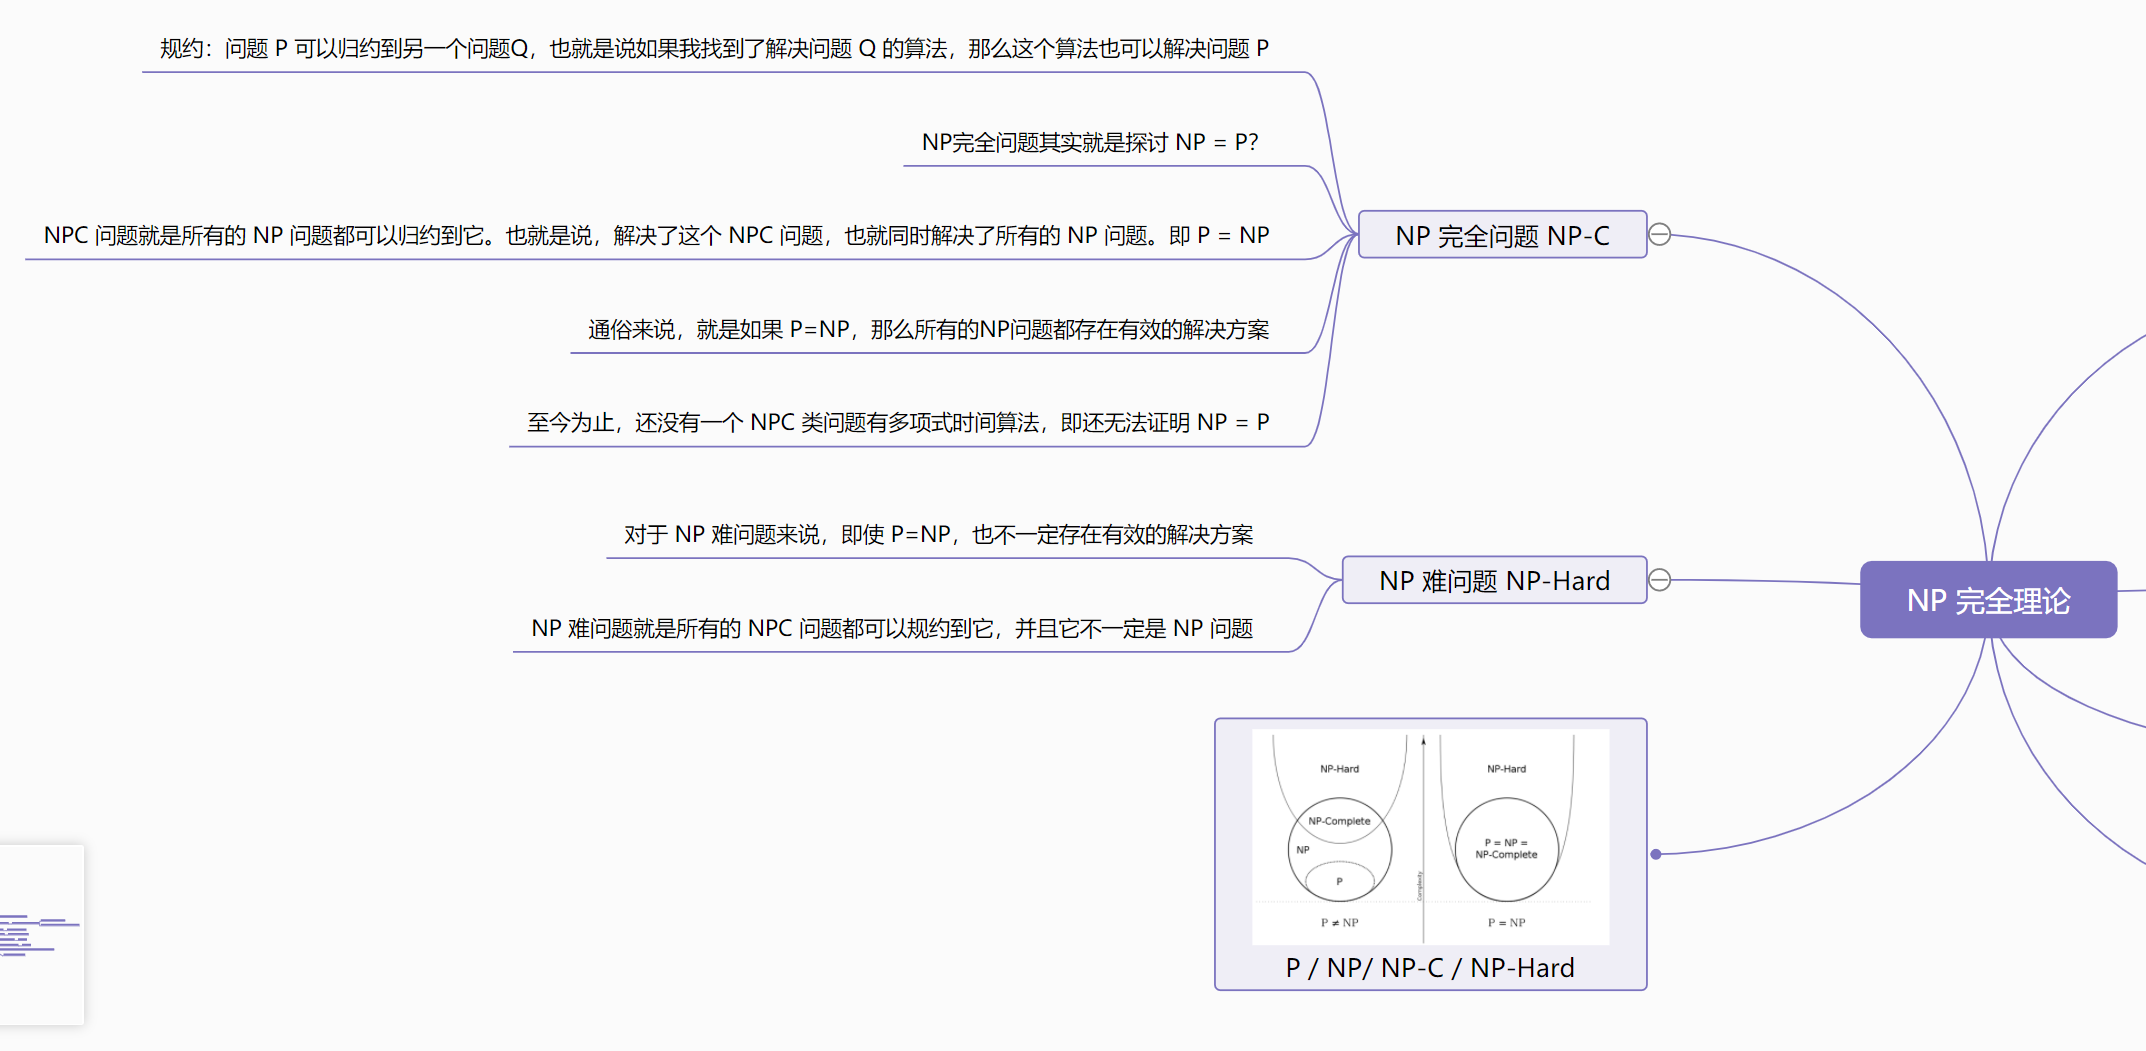 规约：问题 P 可以归约到另一个问题Q，也就是说如果我找到了解决问题 Q 的算法，那么这个算法也可以解决问题 P
NP完全问题其实就是探讨 NP = P？
NPC 问题就是所有的 NP 问题都可以归约到它。也就是说，解决了这个 NPC 问题，也就同时解决了所有的 NP 问题。即 P = NP
通俗来说，就是如果 P=NP，那么所有的NP问题都存在有效的解决方案
至今为止，还没有一个 NPC 类问题有多项式时间算法，即还无法证明 NP = P
NP 完全问题 NP-C
对于 NP 难问题来说，即使 P=NP，也不一定存在有效的解决方案
NP 难问题就是所有的 NPC 问题都可以规约到它，并且它不一定是 NP 问题
NP 难问题 NP-Hard
NP 完全理论
NP-Hard
NP-Complete
NP
P
P ≠ NP
Complexity
NP-Hard
P = NP =
NP-Complete
P = NP
P / NP/ NP-C / NP-Hard